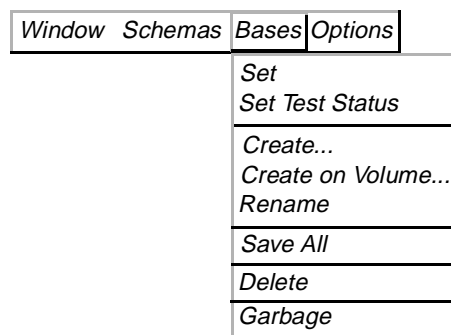 Window Schemas Bases Options
Set
Set Test Status
Create...
Create on Volume...
Rename
Save All
Delete
Garbage